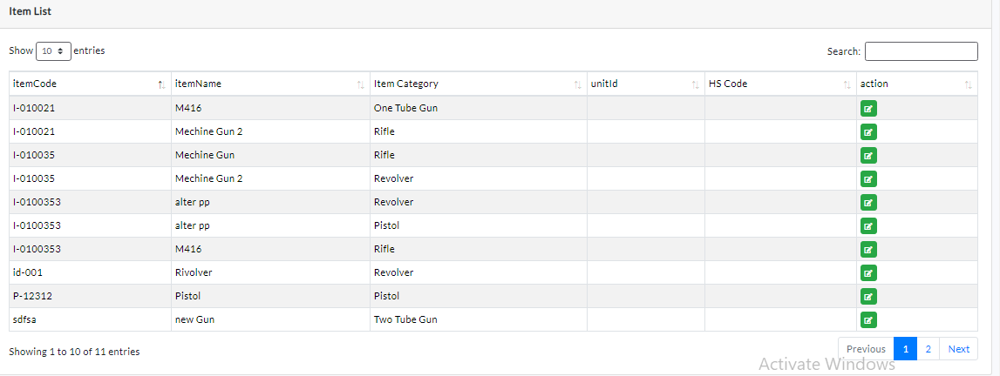 Item List
Show 10 entries Search:
itemCode itemName Item Category unitId HS Code action
I-010021 M416 One Tube Gun
I-010021 Mechine Gun 2 Rifle
I-010035 Mechine Gun Rifle
I-010035 Mechine Gun 2 Revolver
I-0100353 alter pp Revolver
I-0100353 alter pp Pistol
I-0100353 M416 Rifle
id-001 Rivolver Revolver
P-12312 Pistol Pistol
sdfsa new Gun Two Tube Gun
Showing 1 to 10 of 11 entries Previous 1 2 Next
Activate Windows